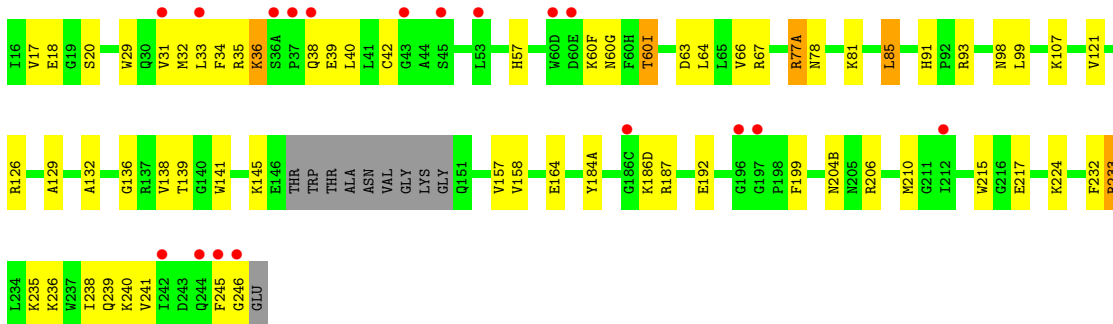 I16 V17 E18 G19 S20 W29 Q30 V31 M32 L33 F34 R35 K36 S36A P37 Q38 E39 L40 L41 C42 G43 A44 S45 L53 H57 W60D D60E K60F N60G F60H T60I D63 L64 L65 V66 R67 R77A N78 K81 L85 H91 P92 R93 N98 L99 K107 V121
R126 A129 A132 G136 R137 V138 T139 G140 W141 K145 E146 THR TRP THR ALA ASN VAL GLY LYS GLY Q151 V157 V158 E164 Y184A G186C K186D R187 E192 G196 G197 P198 F199 N204B N205 R206 M210 G211 I212 W215 G216 E217 K224 F232 R233
L234 K235 K236 W237 I238 Q239 K240 V241 I242 D243 Q244 F245 G246 GLU